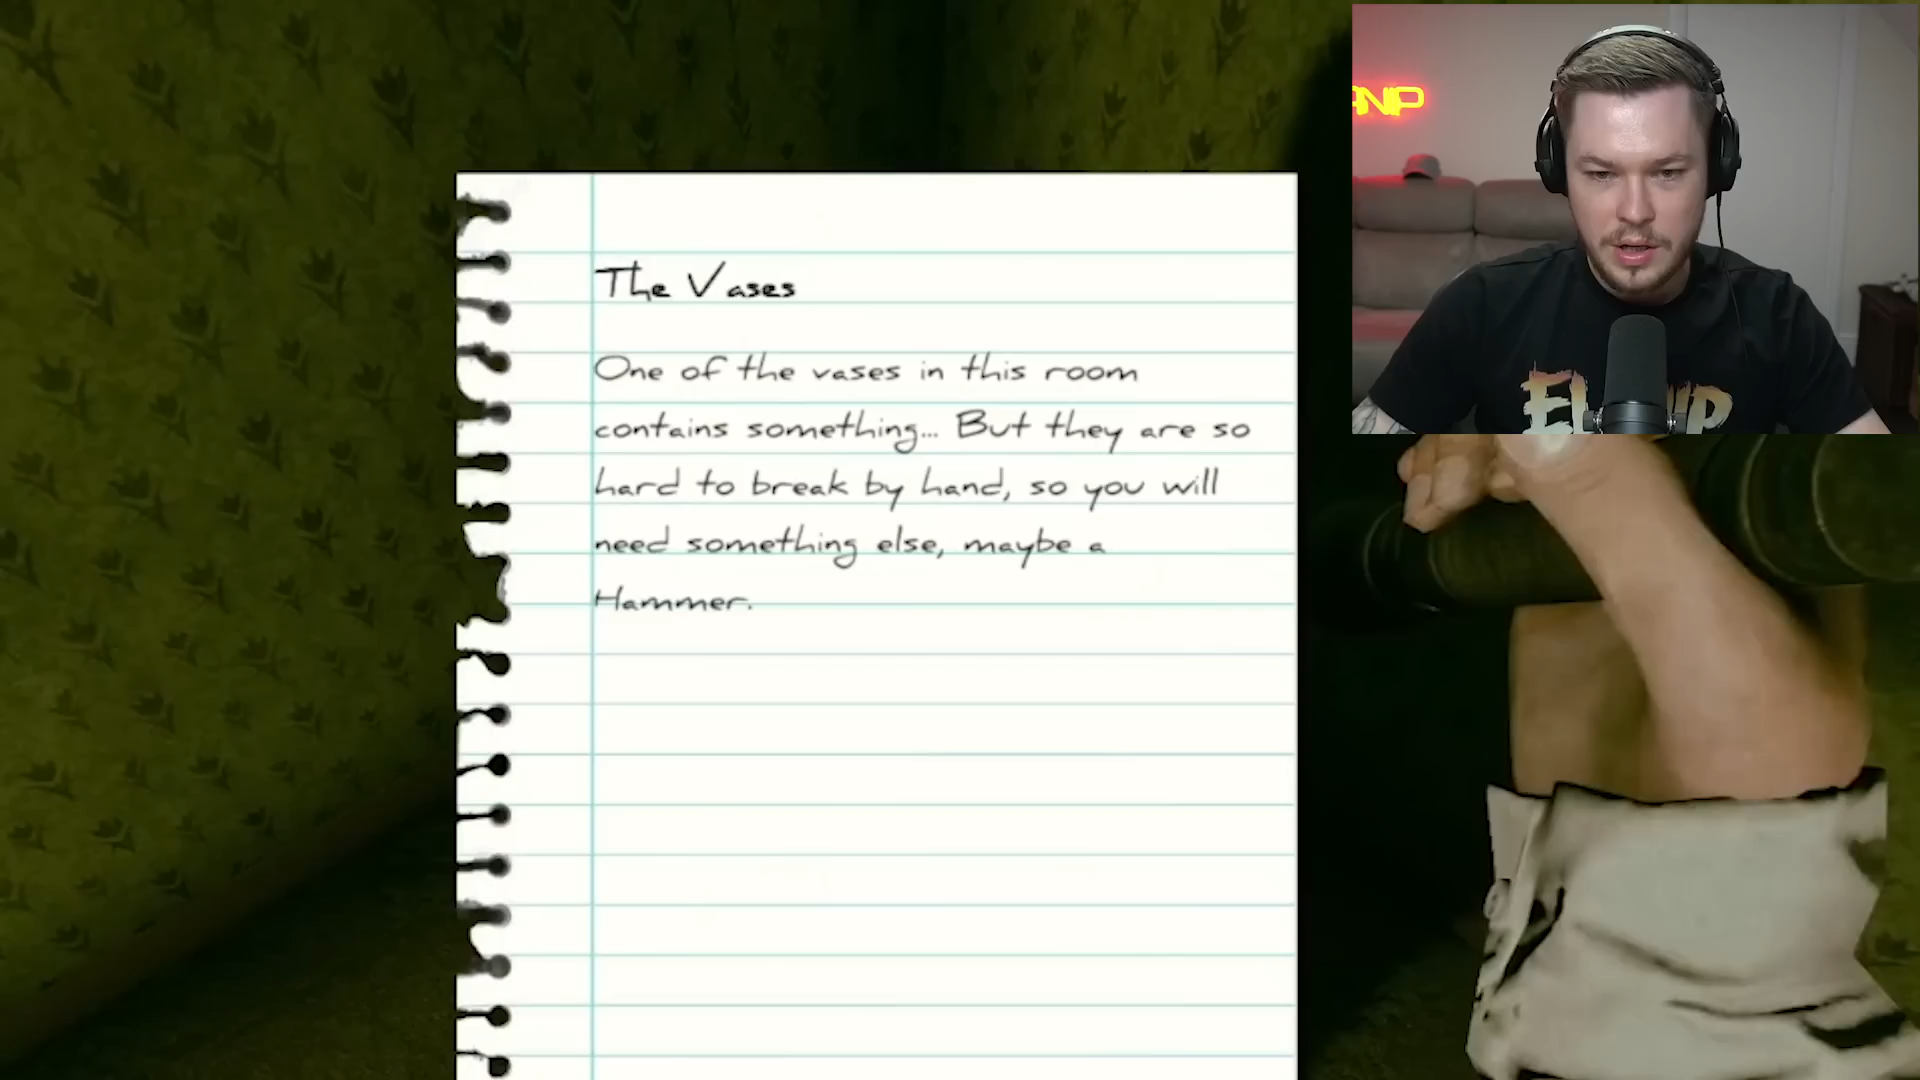 The Vases
One of the vases in this room
contains something... But they are so
hard to break by hand, so you will
need something else, maybe a
Hammer.